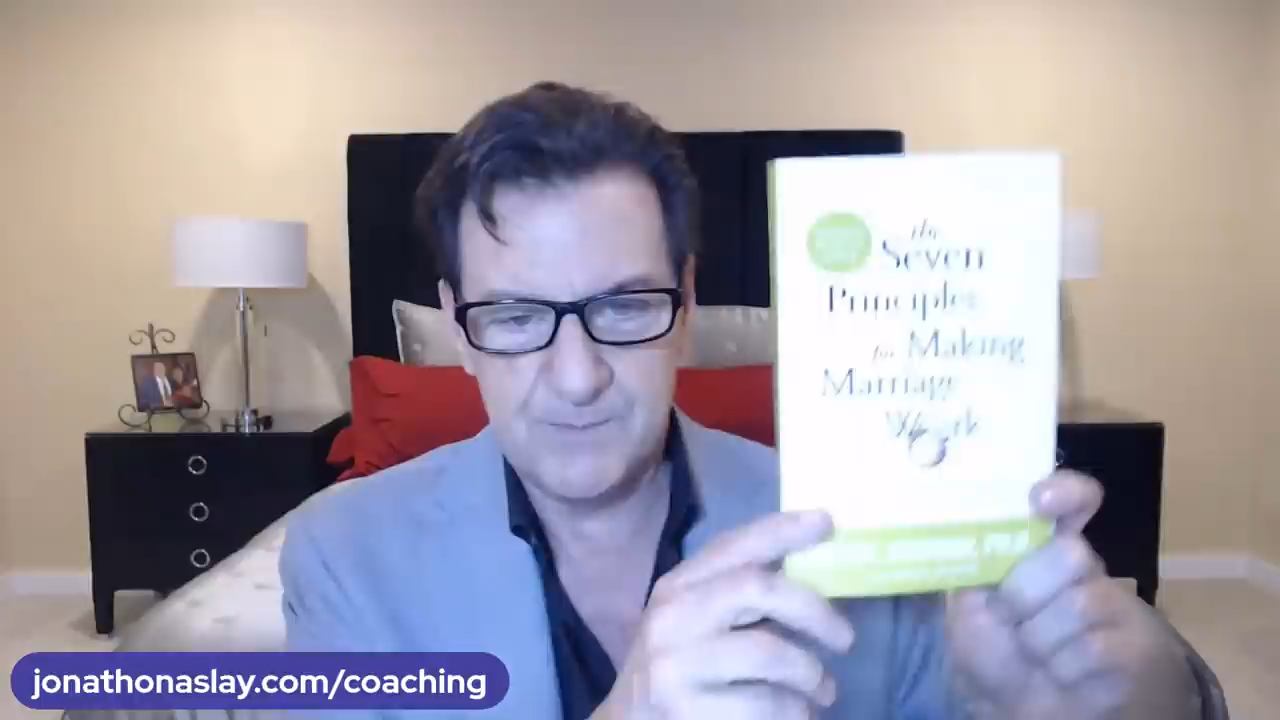 the
Seven
Principles
for Making
Marriage
Work
jonathonaslay.com/coaching